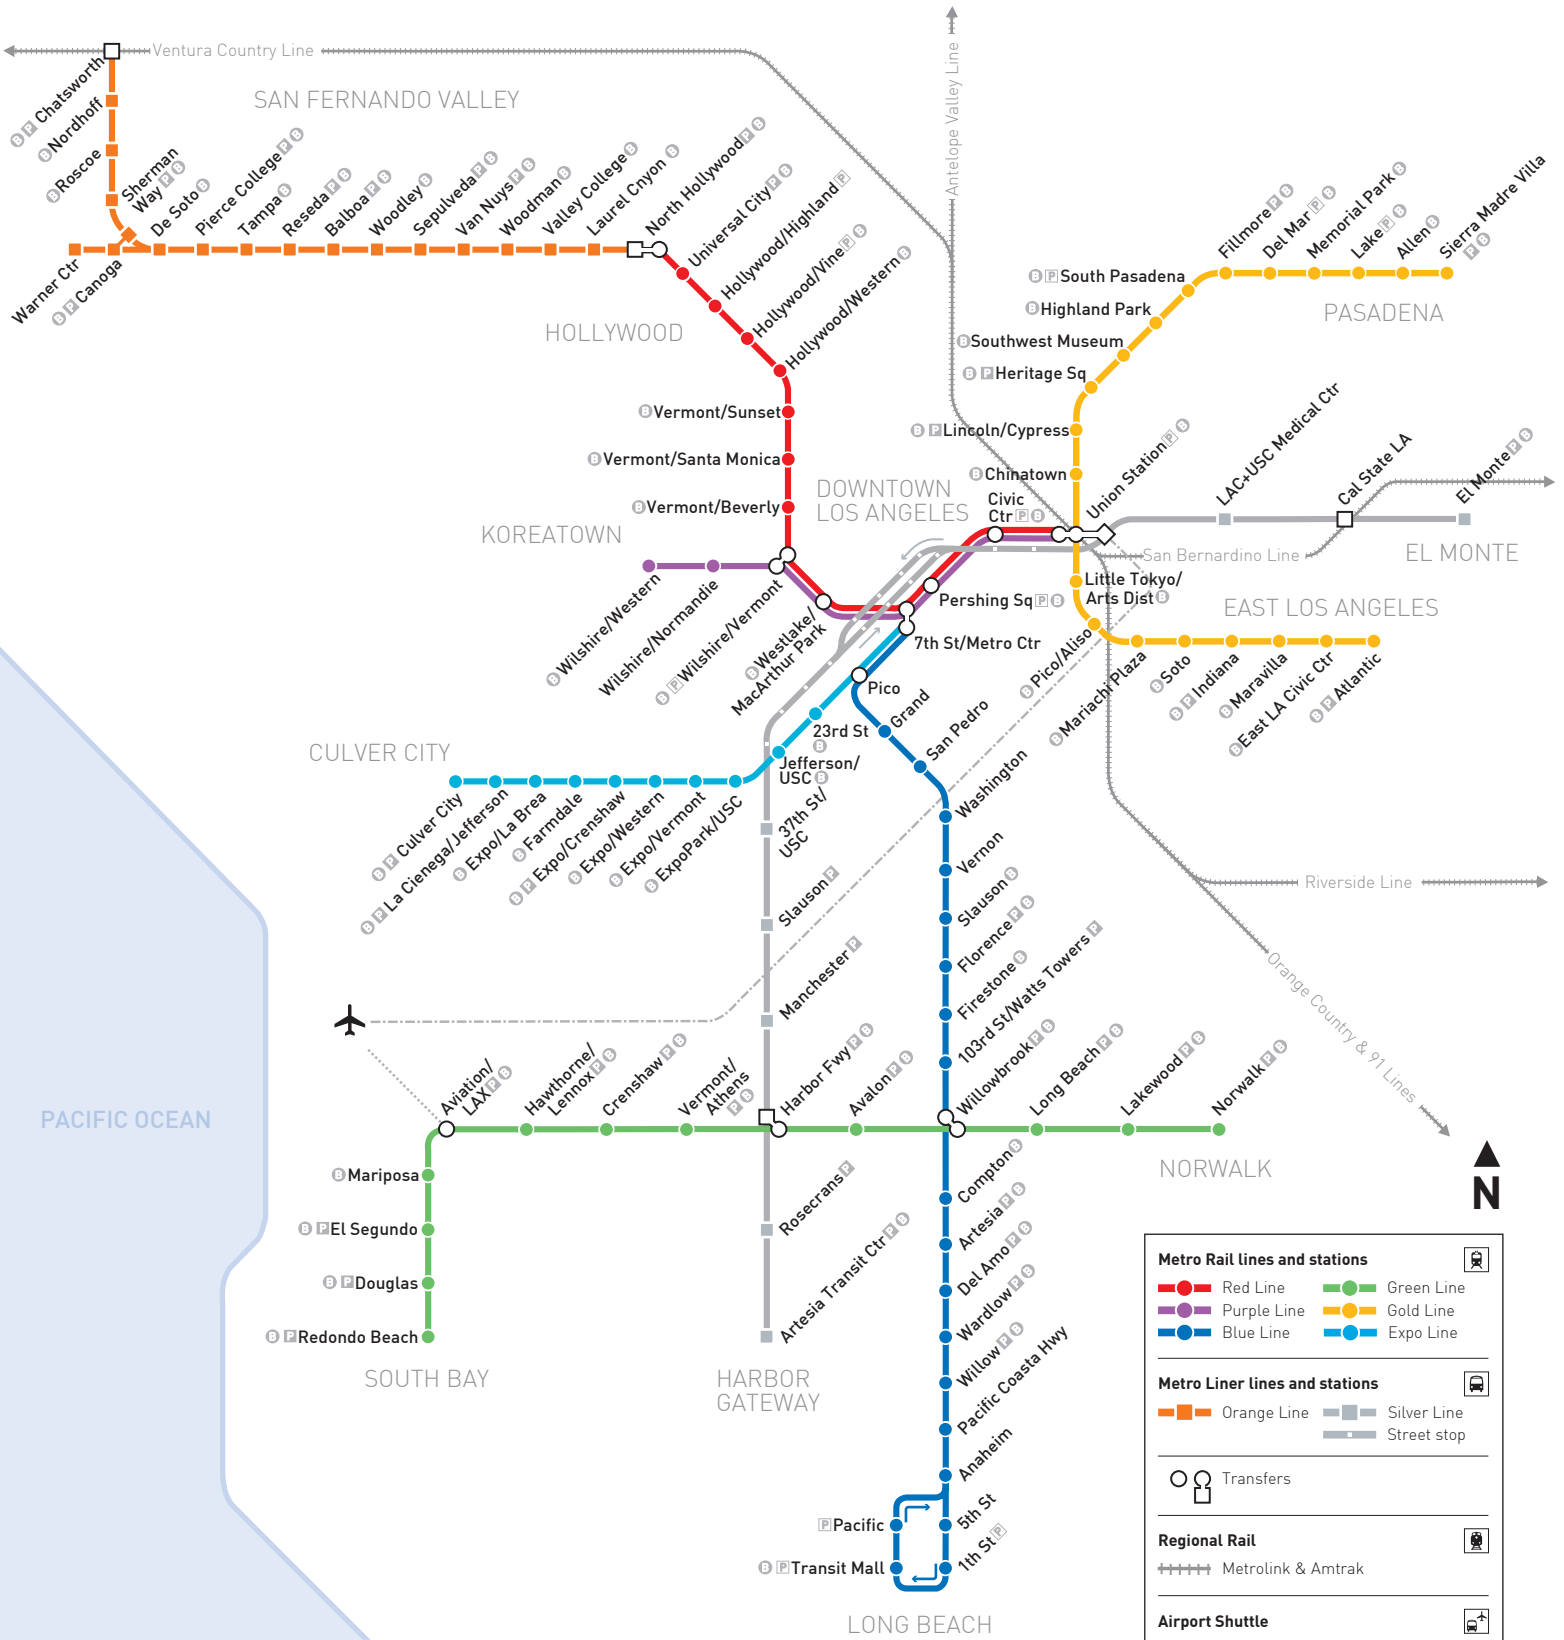 Ventura Country Line
Antelope Valley Line
SAN FERNANDO VALLEY
B P Chatsworth
B Nordhoff
B Roscoe
Sherman
Way P B
De Soto B
Pierce College P B
Tampa B
Reseda P B
Balboa P B
Woodley B
Sepulveda P B
Van Nuys P B
Woodman B
Valley College B
Laurel Cnyon B
North Hollywood P B
Warner Ctr
B P Canoga
Universal City P B
Hollywood/Highland P
Hollywood/Vine P B
Hollywood/Western B
HOLLYWOOD
B Vermont/Sunset
B Vermont/Santa Monica
B Vermont/Beverly
KOREATOWN
DOWNTOWN
LOS ANGELES
Civic
Ctr P B
Union Station P B
B Wilshire/Western
Wilshire/Normandie
B P Wilshire/Vermont
B Westlake/
MacArthur Park
Pershing Sq P B
7th St/Metro Ctr
Pico
Fillmore P B
Del Mar P B
Memorial Park B
Lake P B
Allen B
Sierra Madre Villa
P B
B P South Pasadena
B Highland Park
B Southwest Museum
B P Heritage Sq
B P Lincoln/Cypress
B Chinatown
PASADENA
LAC+USC Medical Ctr
Cal State LA
El Monte P B
San Bernardino Line
EL MONTE
Little Tokyo/
Arts Dist B
EAST LOS ANGELES
B Pico/Aliso
B Mariachi Plaza
B Soto
B P Indiana
B Maravilla
B East LA Civic Ctr
B P Atlantic
CULVER CITY
B P Culver City
B P La Cienega/Jefferson
B Expo/La Brea
B Farmdale
B P Expo/Crenshaw
B Expo/Western
B Expo/Vermont
B ExpoPark/USC
23rd St
B
Jefferson/
USC B
37th St/
USC
Slauson P
Manchester P
Grand
San Pedro
Washington
Vernon
Slauson B
Florence P B
Firestone B
103rd St/Watts Towers P
Riverside Line
Orange Country & 91 Lines
PACIFIC OCEAN
Aviation/
LAX P B
Hawthorne/
Lennox P B
Crenshaw P B
Vermont/
Athens
P B
Harbor Fwy P B
Avalon P B
Willowbrook P B
Long Beach P B
Lakewood P B
Norwalk P B
NORWALK
B Mariposa
B P El Segundo
B P Douglas
B P Redondo Beach
SOUTH BAY
Rosecrans P
Artesia Transit Ctr P B
HARBOR
GATEWAY
Compton B
Artesia P B
Del Amo P B
Wardlow P B
Willow P B
Pacific Coasta Hwy
Anaheim
5th St
1th St P
P Pacific
B P Transit Mall
LONG BEACH
N
Metro Rail lines and stations
Red Line
Green Line
Purple Line
Gold Line
Blue Line
Expo Line
Metro Liner lines and stations
Orange Line
Silver Line
Street stop
Transfers
Regional Rail
Metrolink & Amtrak
Airport Shuttle